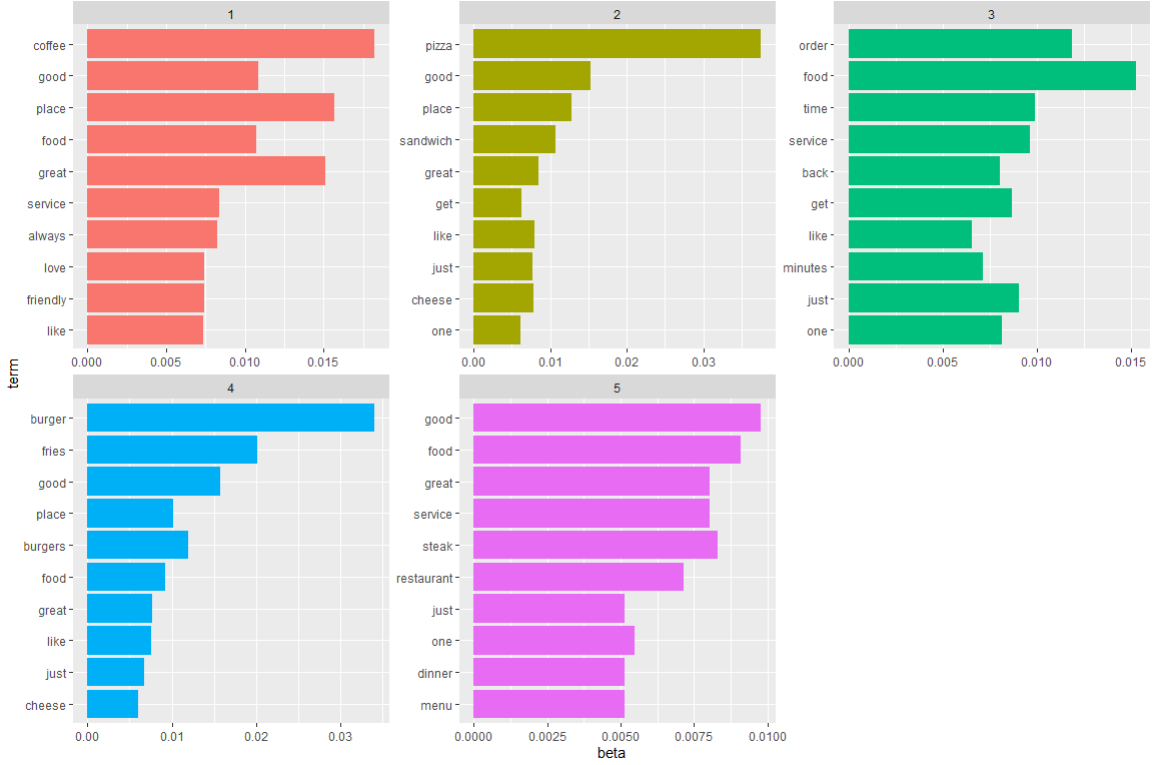 1
coffee
good
place
food
great
service
always
love
friendly
like
0.000 0.005 0.010 0.015
2
pizza
good
place
sandwich
great
get
like
just
cheese
one
0.00 0.01 0.02 0.03
3
order
food
time
service
back
get
like
minutes
just
one
0.000 0.005 0.010 0.015
term
4
burger
fries
good
place
burgers
food
great
like
just
cheese
0.00 0.01 0.02 0.03
5
good
food
great
service
steak
restaurant
just
one
dinner
menu
0.0000 0.0025 0.0050 0.0075 0.0100
beta